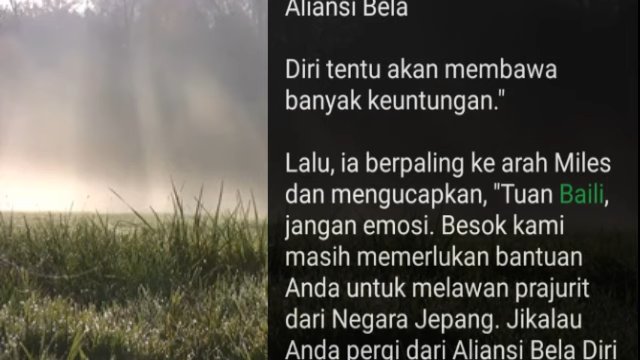 Aliansi Bela
Diri tentu akan membawa
banyak keuntungan."
Lalu, ia berpaling ke arah Miles
dan mengucapkan, "Tuan Baili,
jangan emosi. Besok kami
masih memerlukan bantuan
Anda untuk melawan prajurit
dari Negara Jepang. Jikalau
Anda pergi dari Aliansi Bela Diri